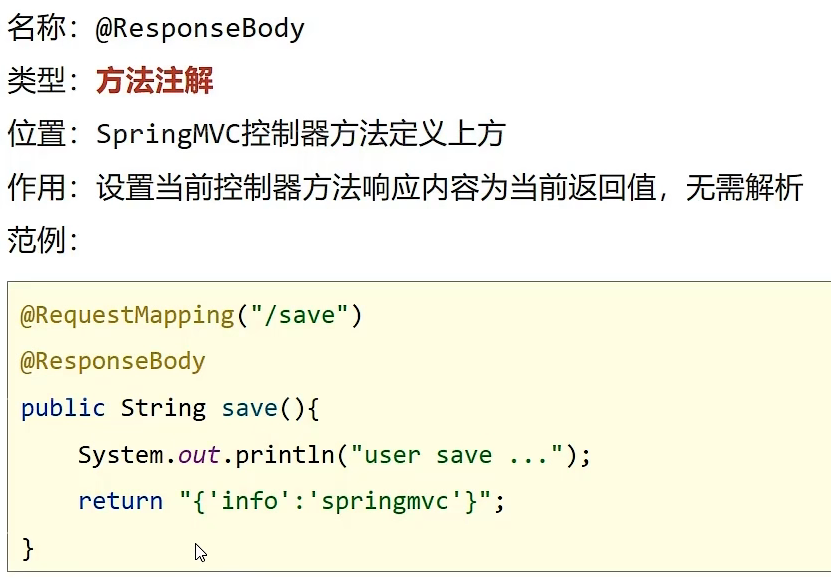 名称：@ResponseBody
类型：方法注解
位置：SpringMVC控制器方法定义上方
作用：设置当前控制器方法响应内容为当前返回值，无需解析
范例：
@RequestMapping("/save")
@ResponseBody
public String save(){
    System.out.println("user save ...");
    return "{'info':'springmvc'}";
}